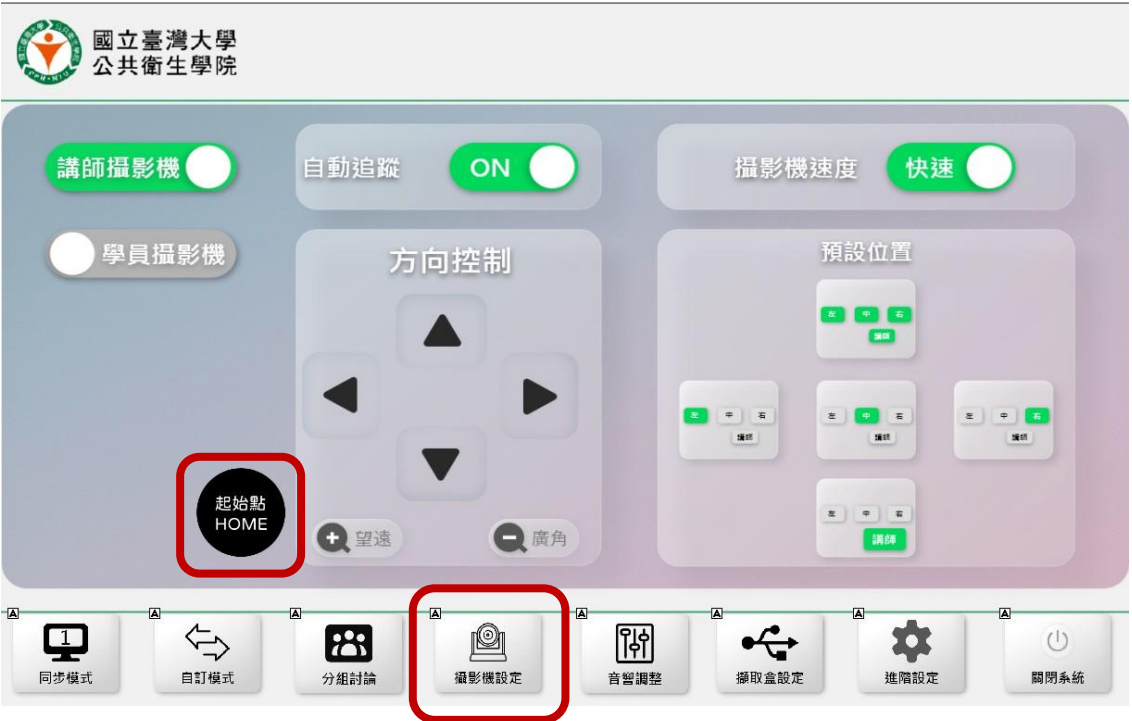 國立臺灣大學
公共衛生學院
講師攝影機
自動追蹤
ON
攝影機速度
快速
學員攝影機
方向控制
預設位置
左 中 右
講師
左 中 右
講師
左 中 右
講師
左 中 右
講師
左 中 右
講師
起始點
HOME
望遠
廣角
A A A A A A A A
1
同步模式
自訂模式
分組討論
攝影機設定
音響調整
擷取盒設定
進階設定
關閉系統